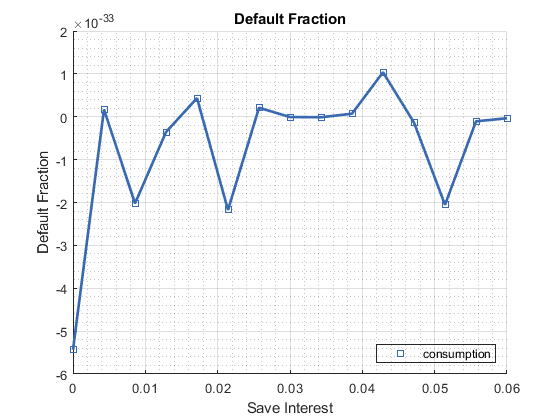 Default Fraction
×10-33
2
1
0
-1
-2
-3
-4
-5
-6
Default Fraction
consumption
0 0.01 0.02 0.03 0.04 0.05 0.06
Save Interest